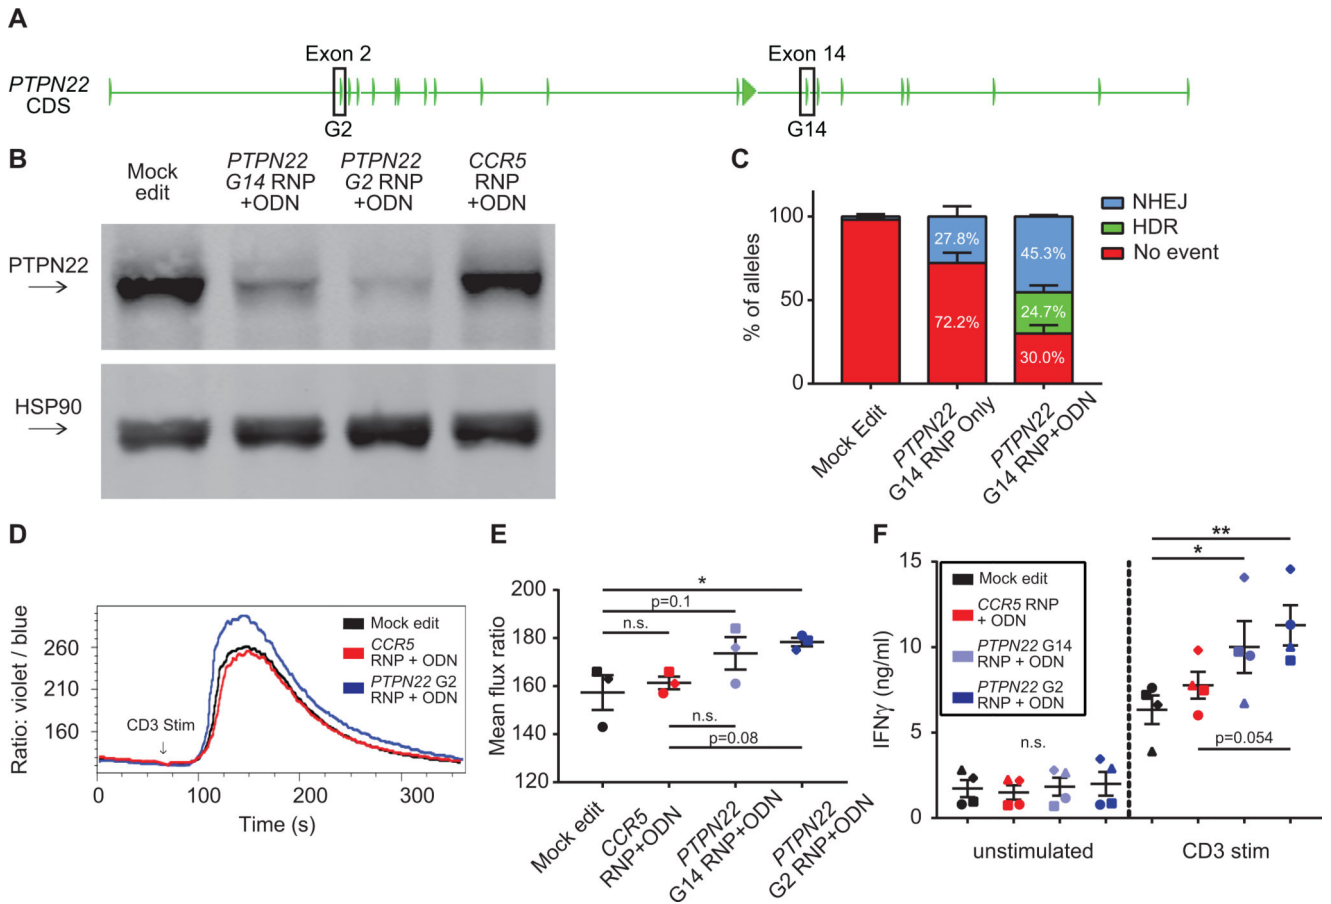 A
Exon 2
Exon 14
PTPN22
CDS
G2
G14
B
Mock
edit
PTPN22
G14 RNP
+ODN
PTPN22
G2 RNP
+ODN
CCR5
RNP
+ODN
PTPN22
HSP90
C
% of alleles
100
50
0
27.8%
72.2%
45.3%
24.7%
30.0%
NHEJ
HDR
No event
Mock Edit
PTPN22
G14 RNP Only
PTPN22
G14 RNP+ODN
D
Ratio: violet / blue
260
210
160
CD3 Stim
Mock edit
CCR5
RNP + ODN
PTPN22 G2
RNP + ODN
0
100
200
300
Time (s)
E
Mean flux ratio
200
180
160
140
120
*
p=0.1
n.s.
n.s.
p=0.08
Mock edit
CCR5
RNP+ODN
PTPN22
G14 RNP+ODN
PTPN22
G2 RNP+ODN
F
IFNγ (ng/ml)
15
10
5
0
Mock edit
CCR5 RNP
+ ODN
PTPN22 G14
RNP + ODN
PTPN22 G2
RNP + ODN
n.s.
**
*
p=0.054
unstimulated
CD3 stim